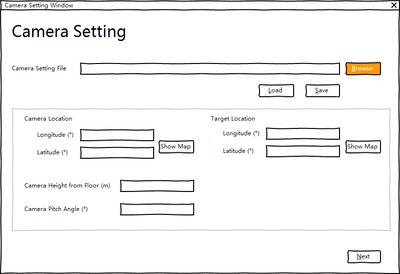 Camera Setting Window
Camera Setting
Camera Setting File
Browse
Load
Save
Camera Location
Target Location
Longitude (°)
Longitude (°)
Latitude (°)
Show Map
Latitude (°)
Show Map
Camera Height from Floor (m)
Camera Pitch Angle (°)
Next